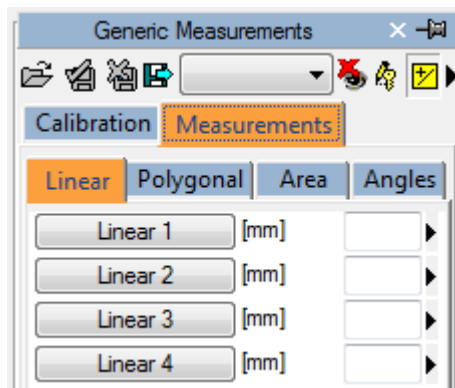 Generic Measurements
Calibration Measurements
Linear Polygonal Area Angles
Linear 1 [mm]
Linear 2 [mm]
Linear 3 [mm]
Linear 4 [mm]